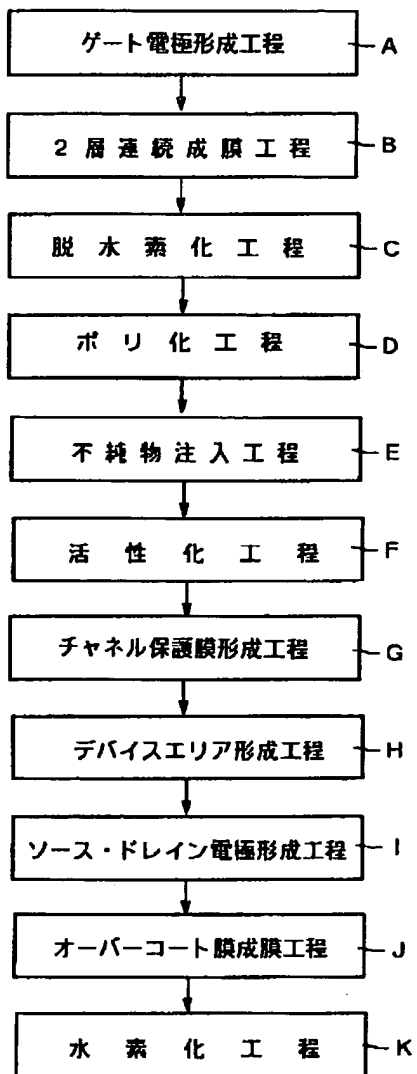 ゲート電極形成工程 A
2層連続成膜工程 B
脱水素化工程 C
ポリ化工程 D
不純物注入工程 E
活性化工程 F
チャネル保護膜形成工程 G
デバイスエリア形成工程 H
ソース・ドレイン電極形成工程 I
オーバーコート膜成膜工程 J
水素化工程 K